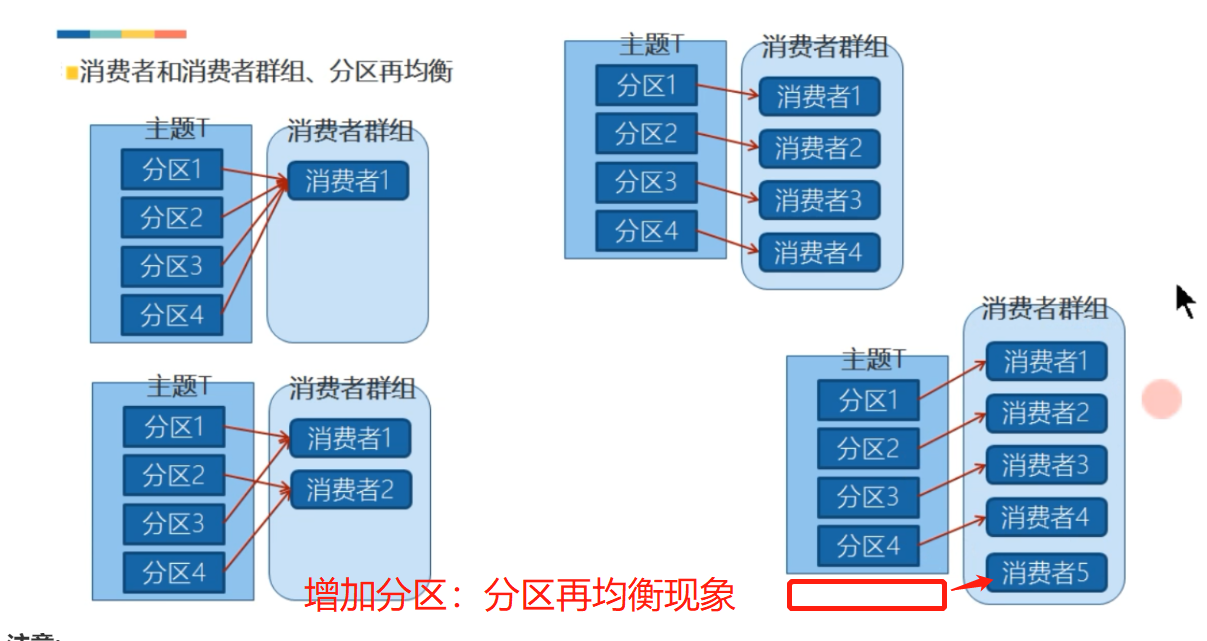 消费者和消费者群组、分区再均衡
主题T
消费者群组
分区1
分区2
分区3
分区4
消费者1
主题T
消费者群组
分区1
分区2
分区3
分区4
消费者1
消费者2
主题T
消费者群组
分区1
分区2
分区3
分区4
消费者1
消费者2
消费者3
消费者4
主题T
消费者群组
分区1
分区2
分区3
分区4
消费者1
消费者2
消费者3
消费者4
消费者5
增加分区：分区再均衡现象
注意: